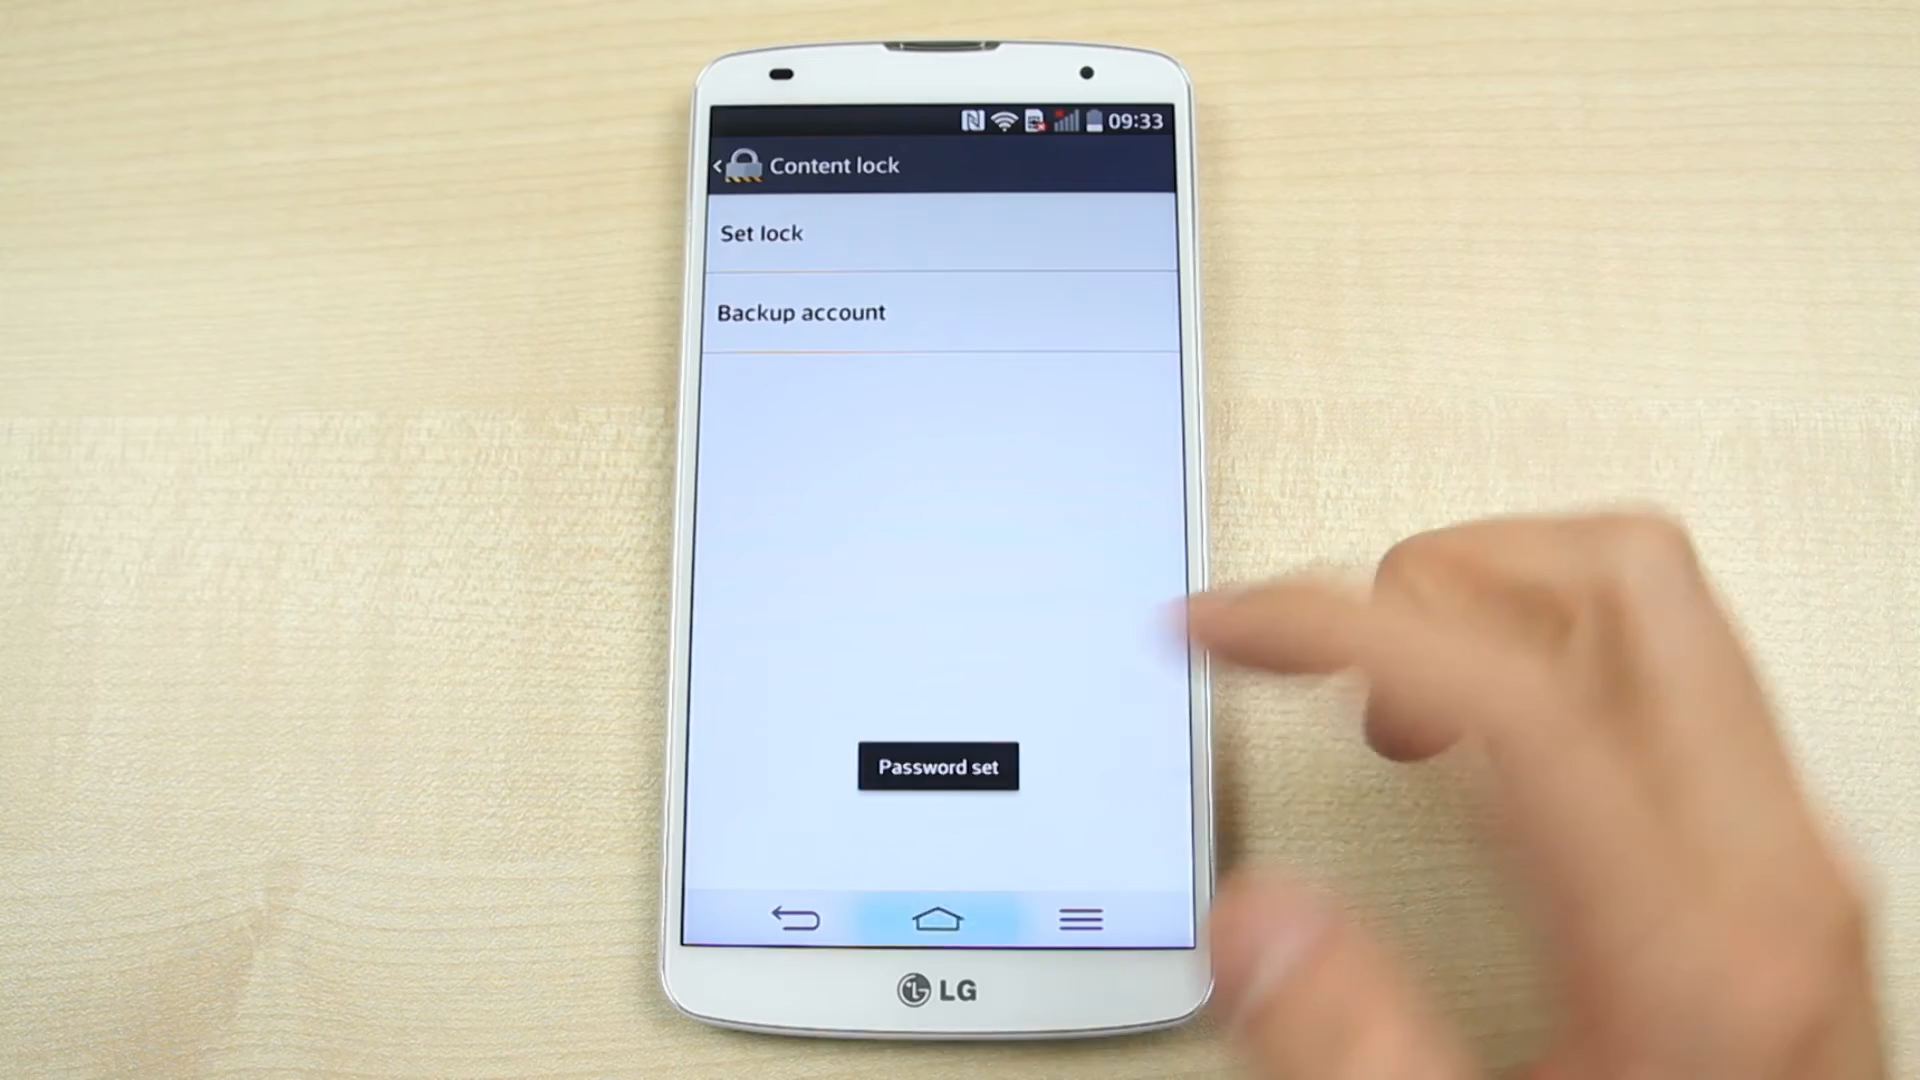 09:33
Content lock
Set lock
Backup account
Password set
LG